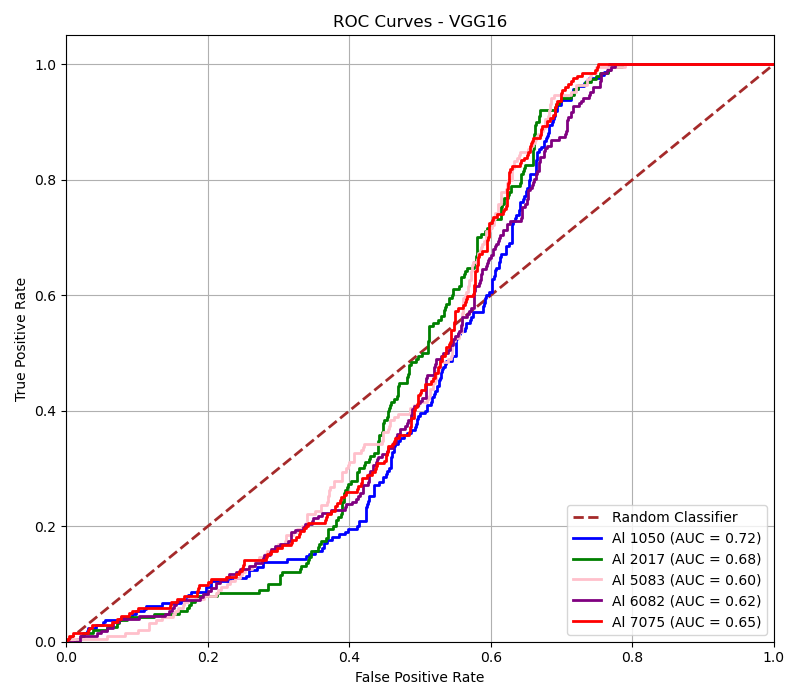 ROC Curves - VGG16
True Positive Rate
1.0
0.8
0.6
0.4
0.2
0.0
0.0 0.2 0.4 0.6 0.8 1.0
False Positive Rate
Random Classifier
Al 1050 (AUC = 0.72)
Al 2017 (AUC = 0.68)
Al 5083 (AUC = 0.60)
Al 6082 (AUC = 0.62)
Al 7075 (AUC = 0.65)